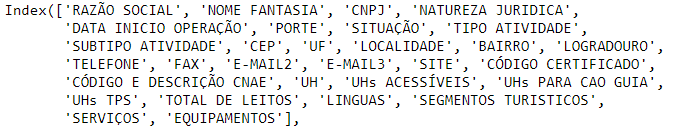 Index(['RAZÃO SOCIAL', 'NOME FANTASIA', 'CNPJ', 'NATUREZA JURIDICA',
'DATA INICIO OPERAÇÃO', 'PORTE', 'SITUAÇÃO', 'TIPO ATIVIDADE',
'SUBTIPO ATIVIDADE', 'CEP', 'UF', 'LOCALIDADE', 'BAIRRO', 'LOGRADOURO',
'TELEFONE', 'FAX', 'E-MAIL2', 'E-MAIL3', 'SITE', 'CÓDIGO CERTIFICADO',
'CÓDIGO E DESCRIÇÃO CNAE', 'UH', 'UHs ACESSÍVEIS', 'UHs PARA CAO GUIA',
'UHs TPS', 'TOTAL DE LEITOS', 'LINGUAS', 'SEGMENTOS TURISTICOS',
'SERVIÇOS', 'EQUIPAMENTOS'],